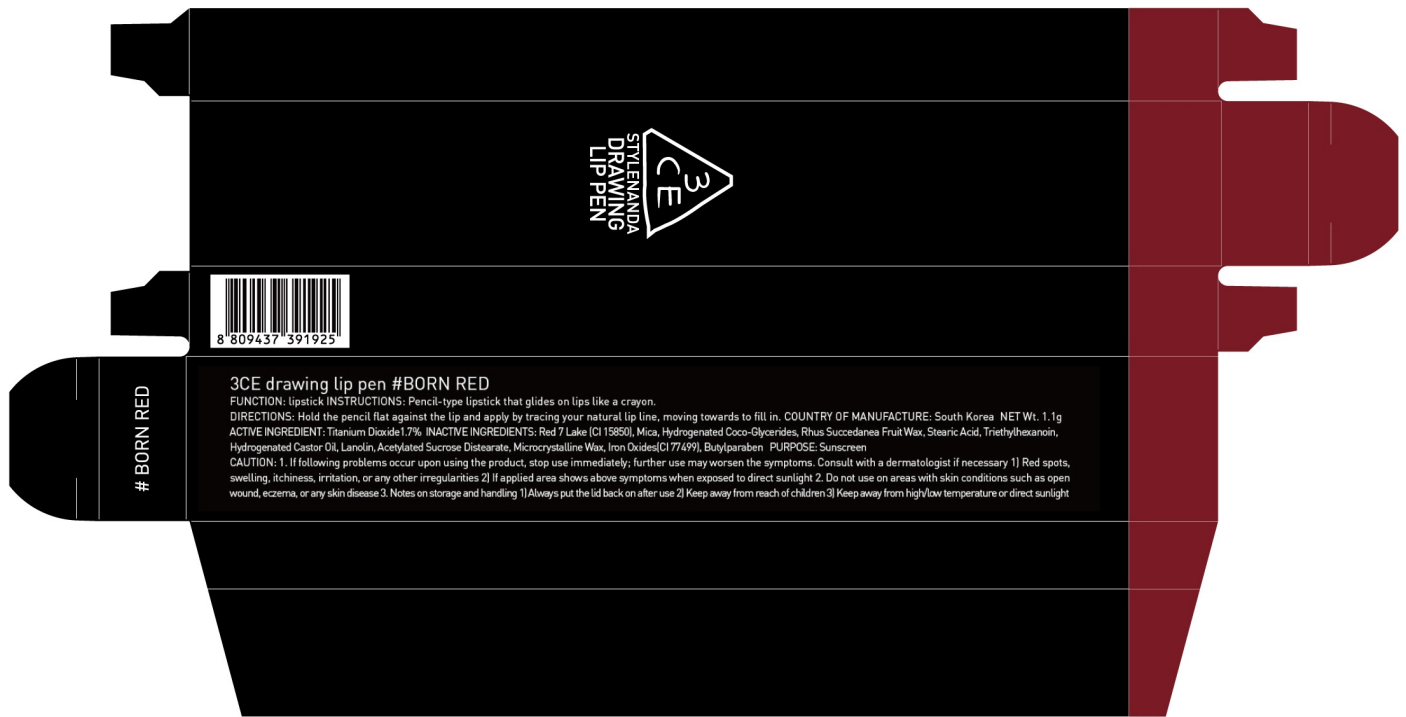 3
CE
STYLENANDA
DRAWING
LIP PEN
8 809437 391925
# BORN RED
3CE drawing lip pen #BORN RED
FUNCTION: lipstick INSTRUCTIONS: Pencil-type lipstick that glides on lips like a crayon.
DIRECTIONS: Hold the pencil flat against the lip and apply by tracing your natural lip line, moving towards to fill in. COUNTRY OF MANUFACTURE: South Korea NET Wt. 1.1g
ACTIVE INGREDIENT: Titanium Dioxide1.7% INACTIVE INGREDIENTS: Red 7 Lake (CI 15850), Mica, Hydrogenated Coco-Glycerides, Rhus Succedanea Fruit Wax, Stearic Acid, Triethylhexanoin,
Hydrogenated Castor Oil, Lanolin, Acetylated Sucrose Distearate, Microcrystalline Wax, Iron Oxides(CI 77499), Butylparaben PURPOSE: Sunscreen
CAUTION: 1. If following problems occur upon using the product, stop use immediately; further use may worsen the symptoms. Consult with a dermatologist if necessary 1) Red spots,
swelling, itchiness, irritation, or any other irregularities 2) If applied area shows above symptoms when exposed to direct sunlight 2. Do not use on areas with skin conditions such as open
wound, eczema, or any skin disease 3. Notes on storage and handling 1) Always put the lid back on after use 2) Keep away from reach of children 3) Keep away from high/low temperature or direct sunlight